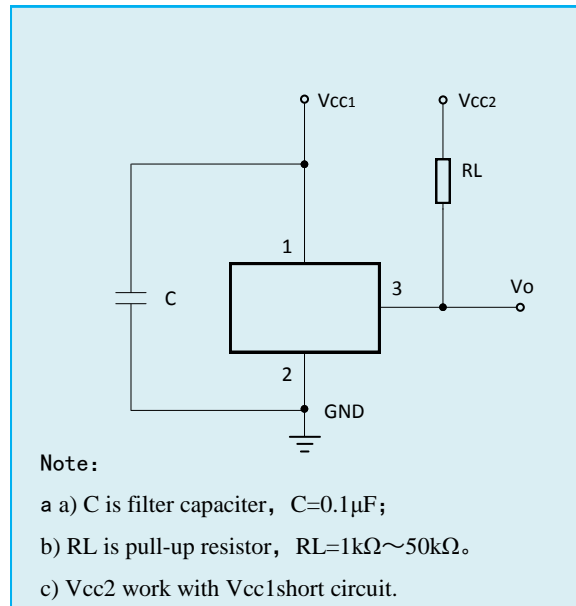 Vcc1
Vcc2
RL
1
3
C
Vo
2
GND
Note：
a a) C is filter capaciter，C=0.1μF；
b) RL is pull-up resistor，RL=1kΩ～50kΩ。
c) Vcc2 work with Vcc1short circuit.